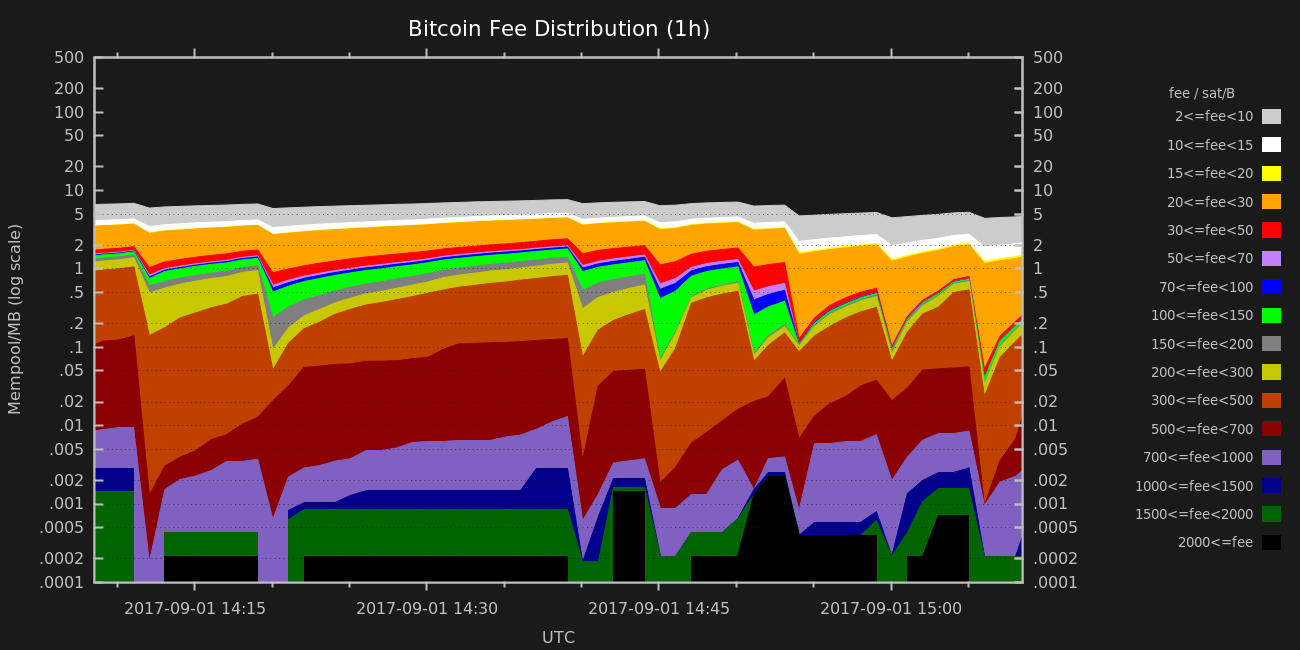 Bitcoin Fee Distribution (1h)
500 500
200 200
100 100
50 50
20 20
10 10
5 5
2 2
1 1
.5 .5
.2 .2
.1 .1
.05 .05
.02 .02
.01 .01
.005 .005
.002 .002
.001 .001
.0005 .0005
.0002 .0002
.0001 .0001
Mempool/MB (log scale)
2017-09-01 14:15 2017-09-01 14:30 2017-09-01 14:45 2017-09-01 15:00
UTC
fee / sat/B
2<=fee<10
10<=fee<15
15<=fee<20
20<=fee<30
30<=fee<50
50<=fee<70
70<=fee<100
100<=fee<150
150<=fee<200
200<=fee<300
300<=fee<500
500<=fee<700
700<=fee<1000
1000<=fee<1500
1500<=fee<2000
2000<=fee